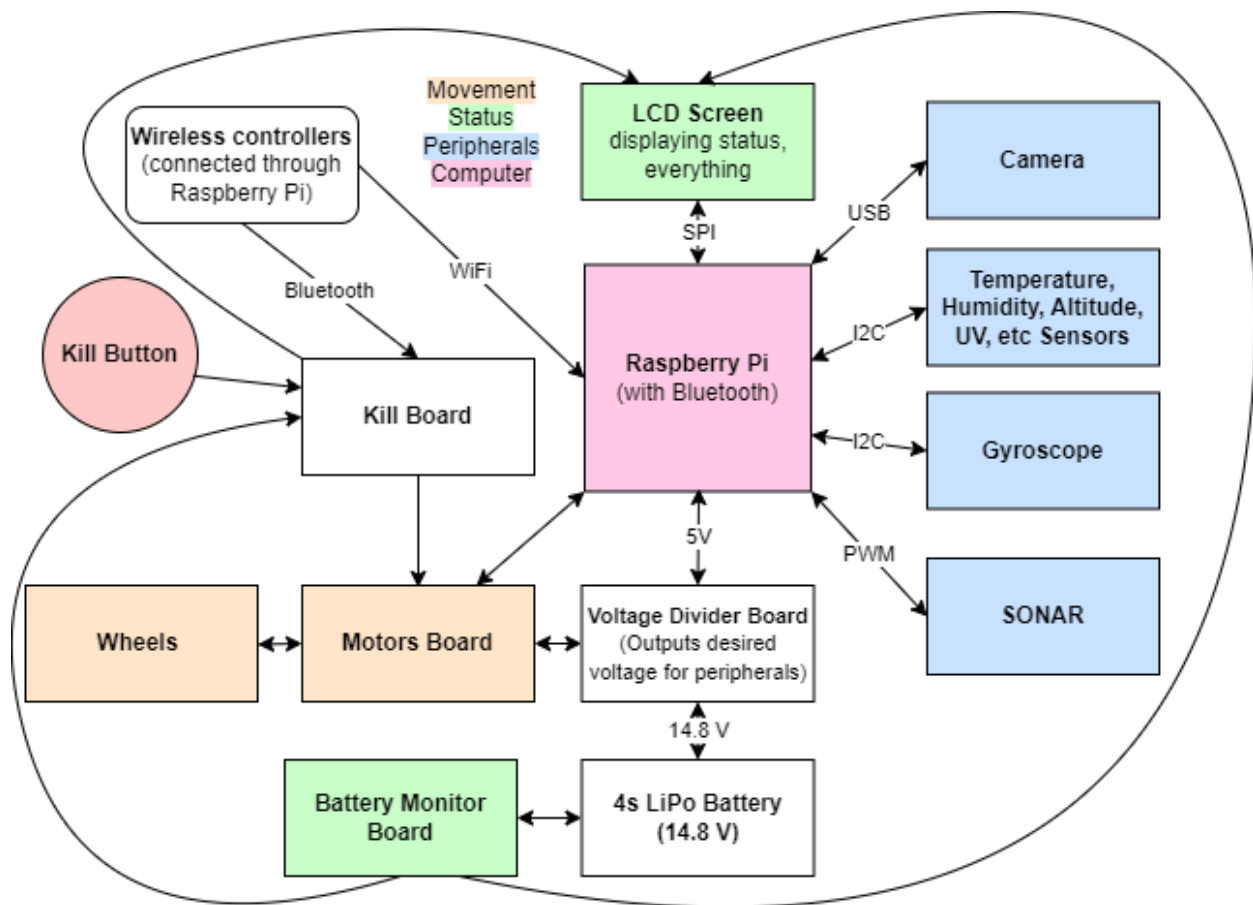 Movement
Status
Peripherals
Computer
LCD Screen
displaying status,
everything
Wireless controllers
(connected through
Raspberry Pi)
Camera
USB
SPI
WiFi
Bluetooth
Temperature,
Humidity, Altitude,
UV, etc Sensors
I2C
Kill Button
Raspberry Pi
(with Bluetooth)
Kill Board
I2C
Gyroscope
5V
PWM
SONAR
Wheels
Motors Board
Voltage Divider Board
(Outputs desired
voltage for peripherals)
14.8 V
Battery Monitor
Board
4s LiPo Battery
(14.8 V)